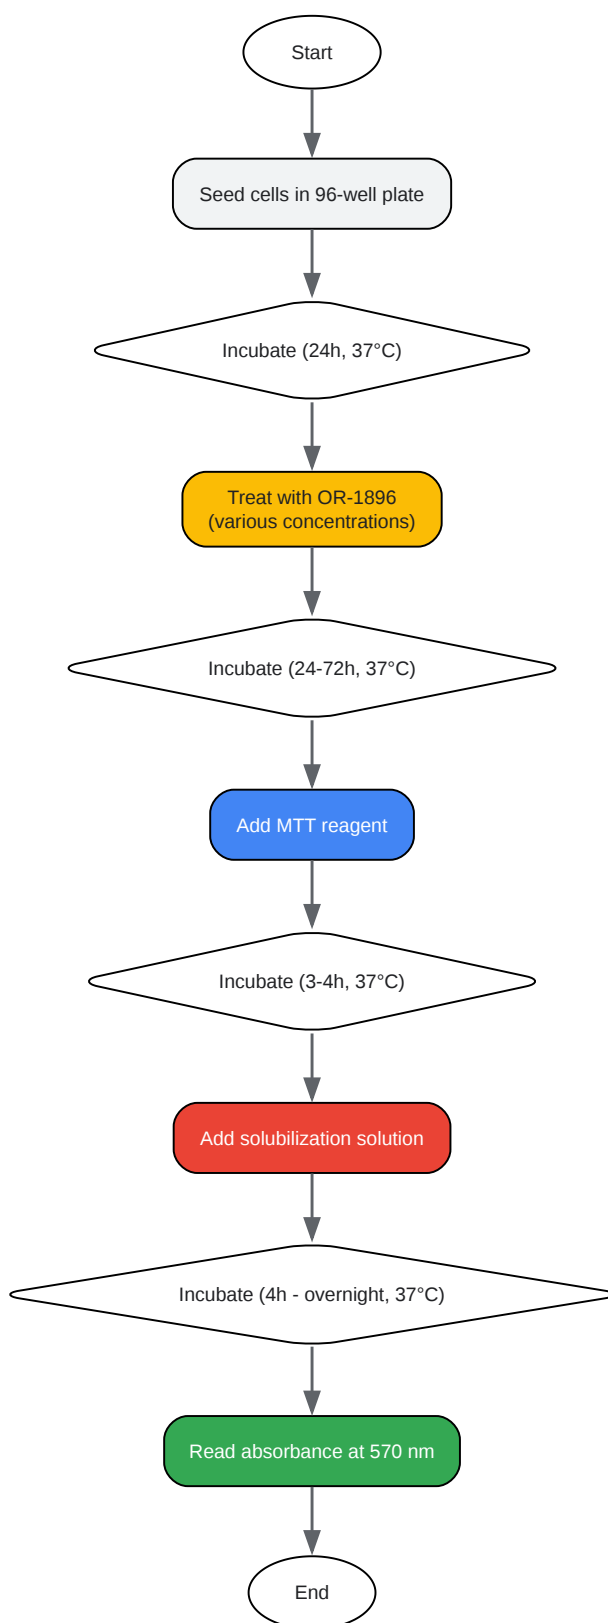 Start
Seed cells in 96-well plate
Incubate (24h, 37°C)
Treat with OR-1896
(various concentrations)
Incubate (24-72h, 37°C)
Add MTT reagent
Incubate (3-4h, 37°C)
Add solubilization solution
Incubate (4h - overnight, 37°C)
Read absorbance at 570 nm
End